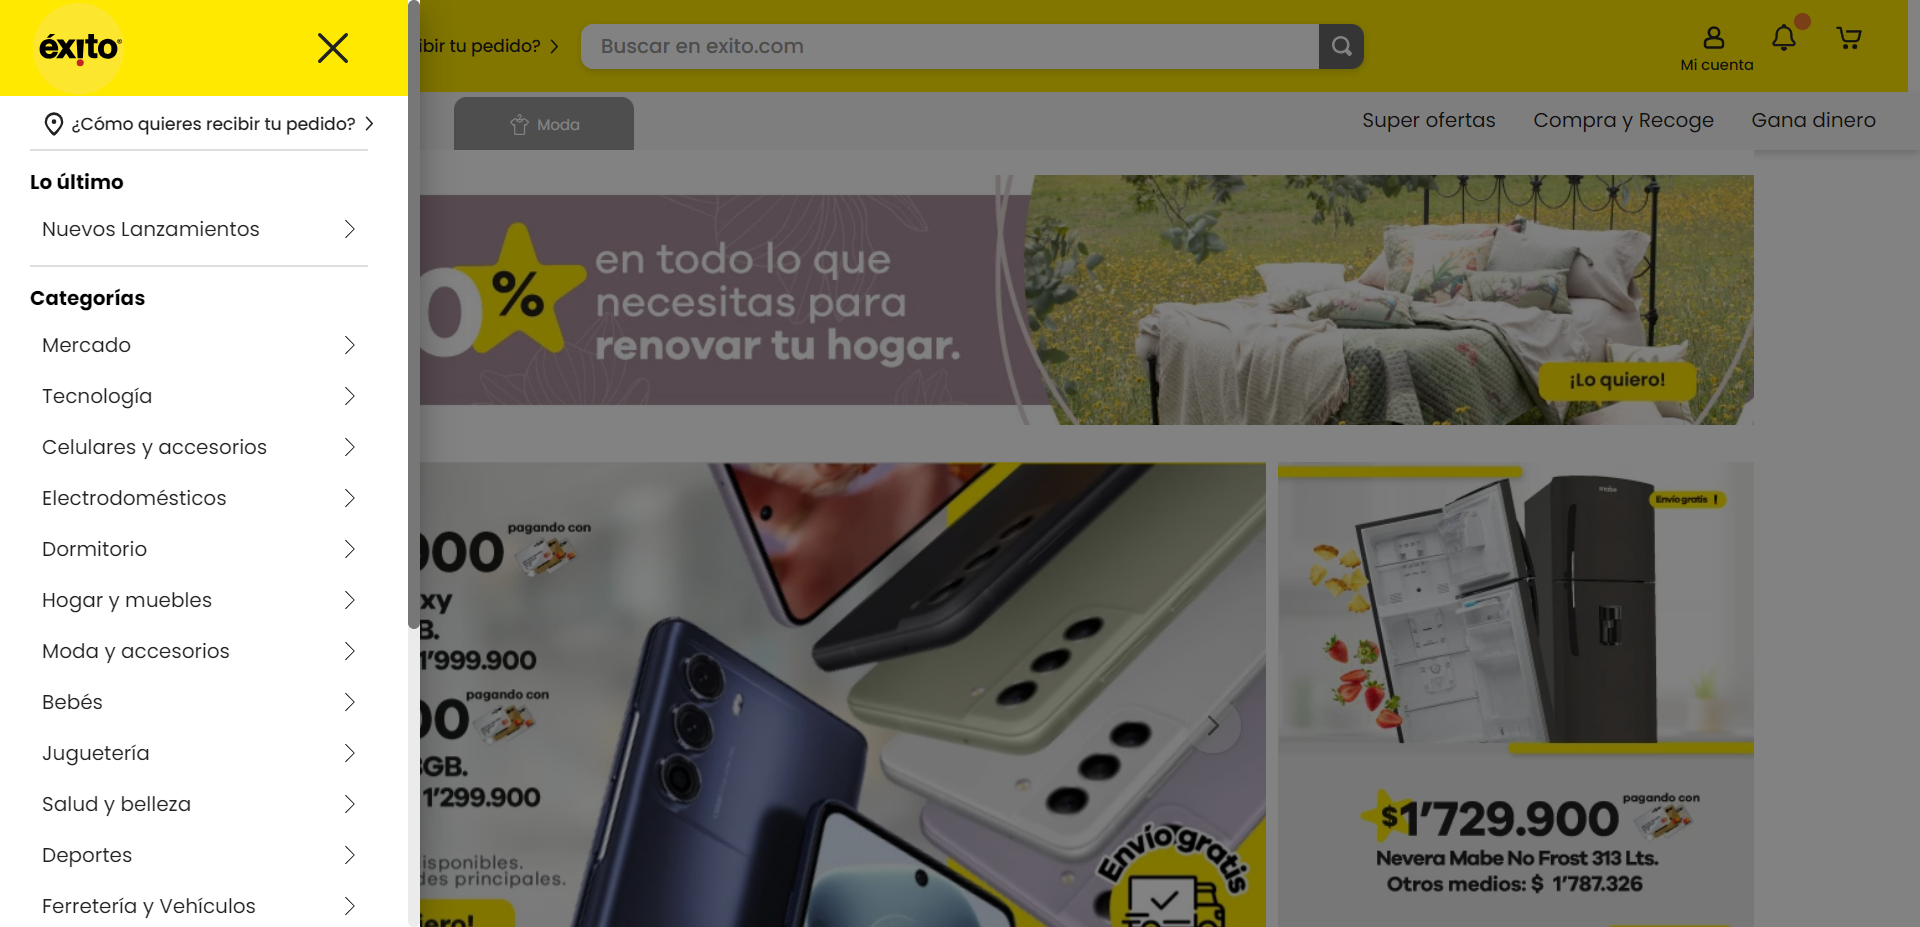 éxito
¿Cómo quieres recibir tu pedido?
Lo último
Nuevos Lanzamientos
Categorías
Mercado
Tecnología
Celulares y accesorios
Electrodomésticos
Dormitorio
Hogar y muebles
Moda y accesorios
Bebés
Juguetería
Salud y belleza
Deportes
Ferretería y Vehículos
ibir tu pedido?
Buscar en exito.com
Mi cuenta
Moda
Super ofertas
Compra y Recoge
Gana dinero
0%
en todo lo que
necesitas para
renovar tu hogar.
¡Lo quiero!
900
pagando con
xy
B.
1'999.900
00
pagando con
GB.
1'299.900
isponibles.
des principales.
iero!
Envío gratis
mabe
Envío gratis
$1'729.900
pagando con
Nevera Mabe No Frost 313 Lts.
Otros medios: $ 1'787.326